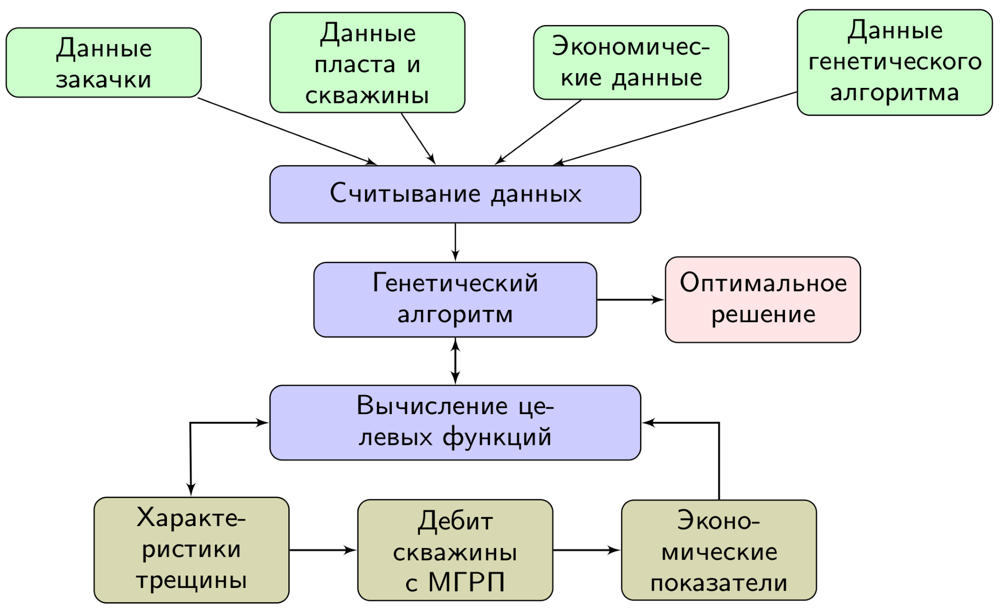 Данные
закачки
Данные
пласта и
скважины
Экономичес-
кие данные
Данные
генетического
алгоритма
Считывание данных
Генетический
алгоритм
Оптимальное
решение
Вычисление це-
левых функций
Характе-
ристики
трещины
Дебит
скважины
с МГРП
Эконо-
мические
показатели